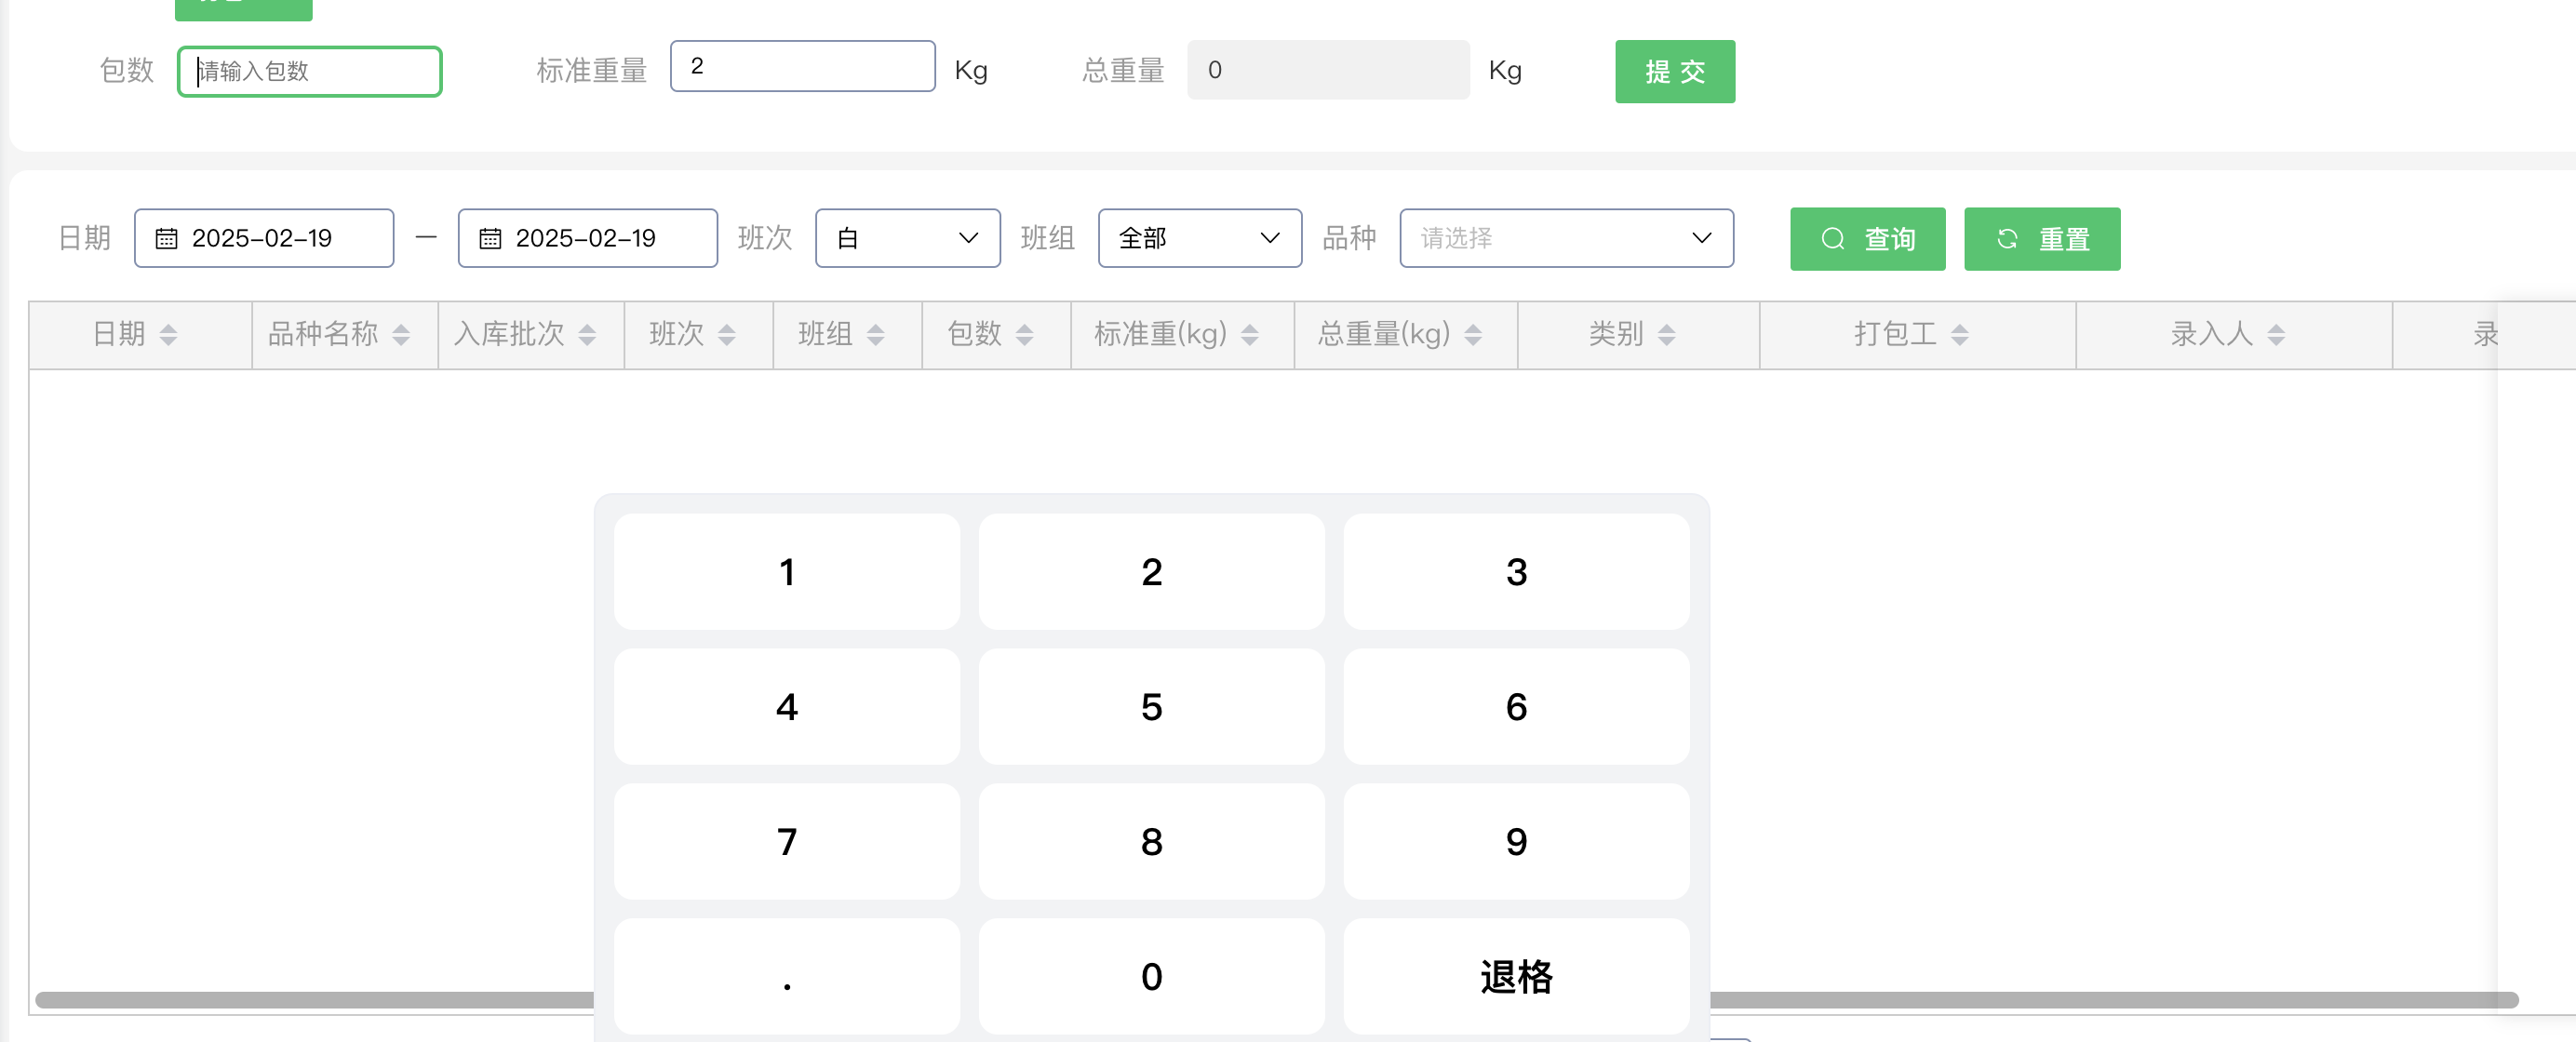 包数 请输入包数 标准重量 2 Kg 总重量 0 Kg 提交
日期 2025-02-19 — 2025-02-19 班次 白 班组 全部 品种 请选择 查询 重置
日期 品种名称 入库批次 班次 班组 包数 标准重(kg) 总重量(kg) 类别 打包工 录入人 录
1 2 3
4 5 6
7 8 9
. 0 退格